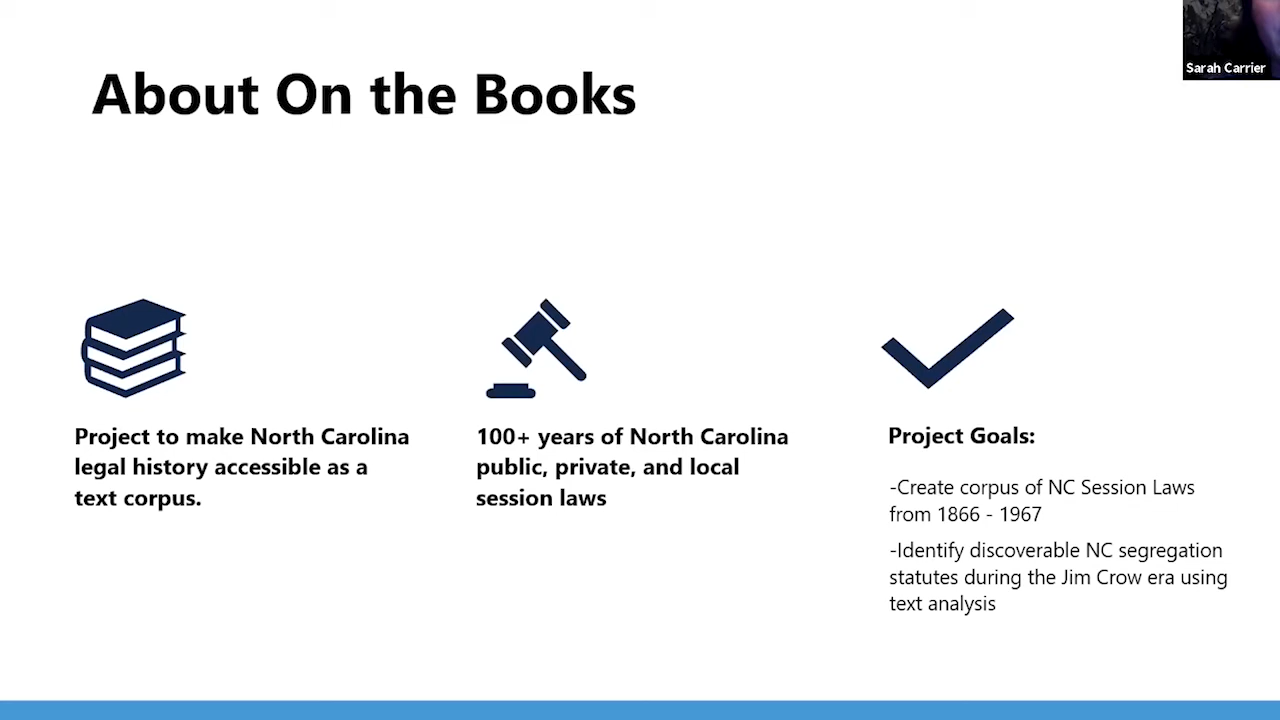 Sarah Carrier
About On the Books
Project to make North Carolina
legal history accessible as a
text corpus.
100+ years of North Carolina
public, private, and local
session laws
Project Goals:
-Create corpus of NC Session Laws
from 1866 - 1967
-Identify discoverable NC segregation
statutes during the Jim Crow era using
text analysis